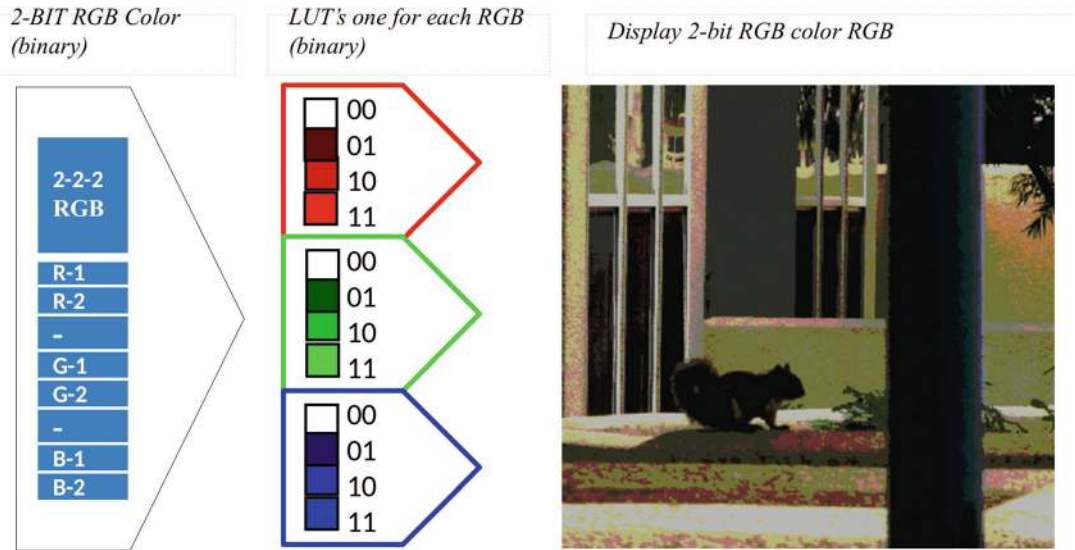 2-BIT RGB Color
(binary)
LUT's one for each RGB
(binary)
Display 2-bit RGB color RGB
2-2-2
RGB
R-1
R-2
-
G-1
G-2
-
B-1
B-2
00
01
10
11
00
01
10
11
00
01
10
11